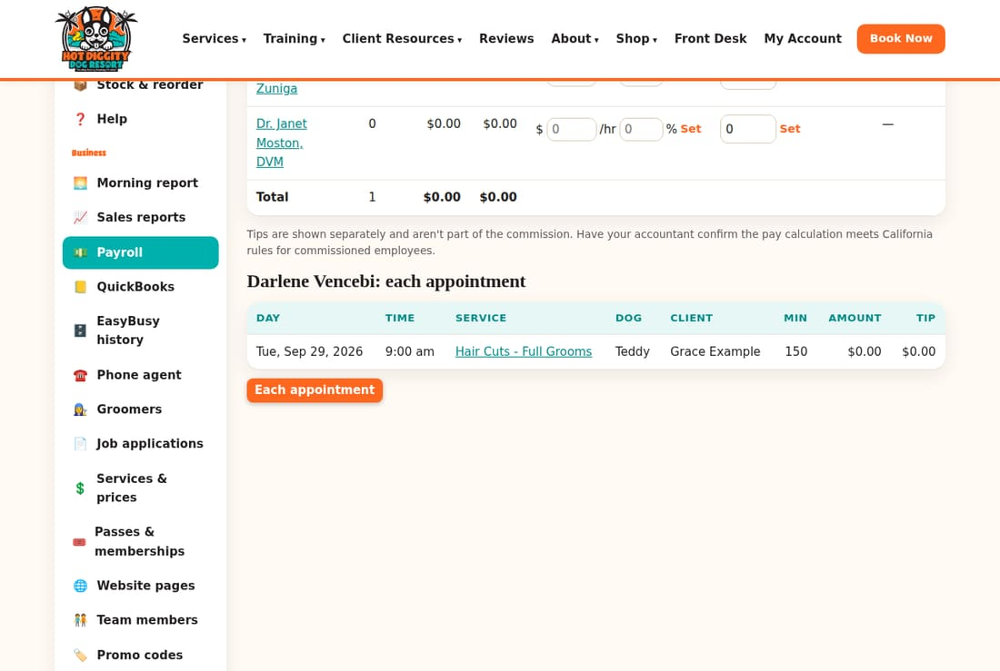 HOT DIGGITY
DOG RESORT
Services ▾ Training ▾ Client Resources ▾ Reviews About ▾ Shop ▾ Front Desk My Account Book Now
Stock & reorder
Help
Business
Morning report
Sales reports
Payroll
QuickBooks
EasyBusy
history
Phone agent
Groomers
Job applications
Services &
prices
Passes &
memberships
Website pages
Team members
Promo codes
Zuniga
Dr. Janet
Moston,
DVM
0 $0.00 $0.00 $ 0 /hr 0 % Set 0 Set —
Total 1 $0.00 $0.00
Tips are shown separately and aren't part of the commission. Have your accountant confirm the pay calculation meets California
rules for commissioned employees.
Darlene Vencebi: each appointment
DAY TIME SERVICE DOG CLIENT MIN AMOUNT TIP
Tue, Sep 29, 2026 9:00 am Hair Cuts - Full Grooms Teddy Grace Example 150 $0.00 $0.00
Each appointment